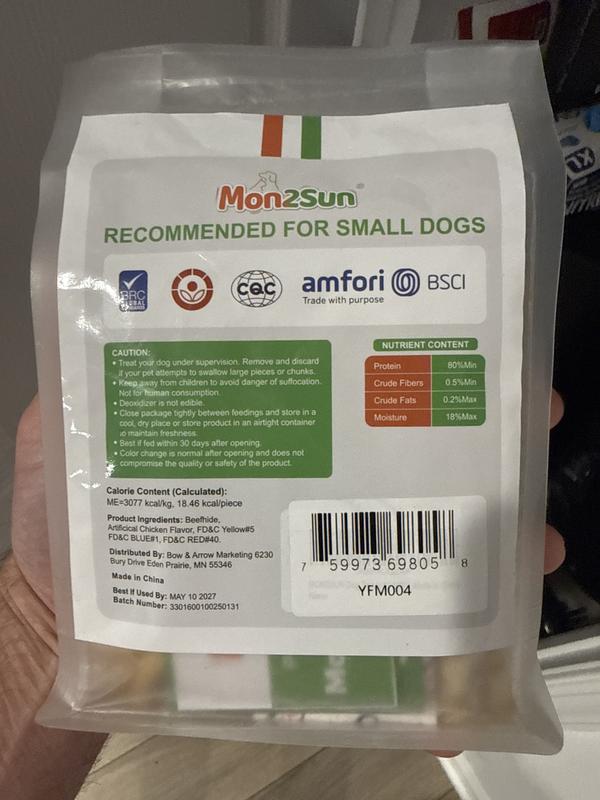 Mon2Sun®
RECOMMENDED FOR SMALL DOGS
BRC
GLOBAL
CQC
amfori BSCI
Trade with purpose
CAUTION:
• Treat your dog under supervision. Remove and discard
if your pet attempts to swallow large pieces or chunks.
• Keep away from children to avoid danger of suffocation.
Not for human consumption.
• Deoxidizer is not edible.
• Close package tightly between feedings and store in a
cool, dry place or store product in an airtight container
to maintain freshness.
• Best if fed within 30 days after opening.
• Color change is normal after opening and does not
compromise the quality or safety of the product.
NUTRIENT CONTENT
Protein 80%Min
Crude Fibers 0.5%Min
Crude Fats 0.2%Max
Moisture 18%Max
Calorie Content (Calculated):
ME=3077 kcal/kg, 18.46 kcal/piece
Product Ingredients: Beefhide,
Artificical Chicken Flavor, FD&C Yellow#5
FD&C BLUE#1, FD&C RED#40.
Distributed By: Bow & Arrow Marketing 6230
Bury Drive Eden Prairie, MN 55346
Made in China
Best If Used By: MAY 10 2027
Batch Number: 3301600100250131
7 59973 69805 8
YFM004
XL